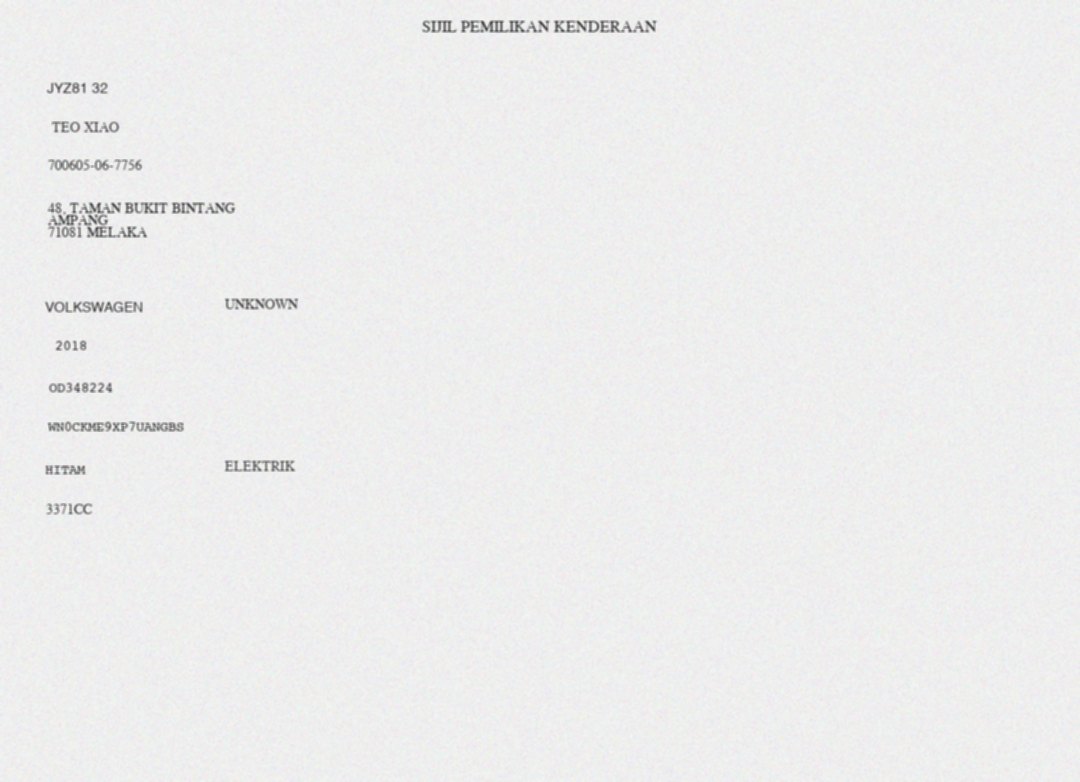 SIJIL PEMILIKAN KENDERAAN
JYZ81 32
TEO XIAO
700605-06-7756
48, TAMAN BUKIT BINTANG
AMPANG
71081 MELAKA
VOLKSWAGEN UNKNOWN
2018
OD348224
WN0CKME9XP7UANGBS
HITAM ELEKTRIK
3371CC